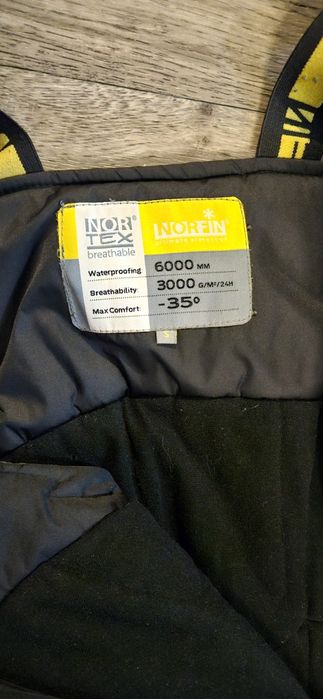 NOR
TEX
breathable
NORFIN
Waterproofing 6000 MM
Breathability 3000 G/M²/24H
Max Comfort -35°
S